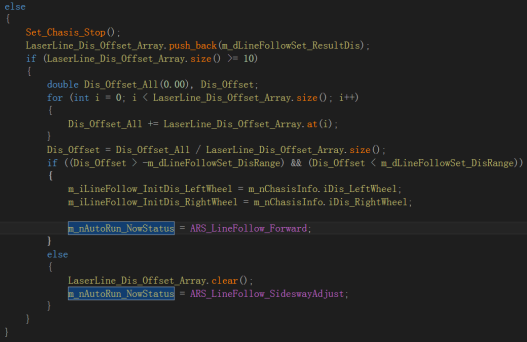 else
{
    Set_Chasis_Stop();
    LaserLine_Dis_Offset_Array.push_back(m_dLineFollowSet_ResultDis);
    if (LaserLine_Dis_Offset_Array.size() >= 10)
    {
        double Dis_Offset_All(0.00), Dis_Offset;
        for (int i = 0; i < LaserLine_Dis_Offset_Array.size(); i++)
        {
            Dis_Offset_All += LaserLine_Dis_Offset_Array.at(i);
        }
        Dis_Offset = Dis_Offset_All / LaserLine_Dis_Offset_Array.size();
        if ((Dis_Offset > -m_dLineFollowSet_DisRange) && (Dis_Offset < m_dLineFollowSet_DisRange))
        {
            m_iLineFollow_InitDis_LeftWheel = m_nChasisInfo.iDis_LeftWheel;
            m_iLineFollow_InitDis_RightWheel = m_nChasisInfo.iDis_RightWheel;

            m_nAutoRun_NowStatus = ARS_LineFollow_Forward;
        }
        else
        {
            LaserLine_Dis_Offset_Array.clear();
            m_nAutoRun_NowStatus = ARS_LineFollow_SideswayAdjust;
        }
    }
}